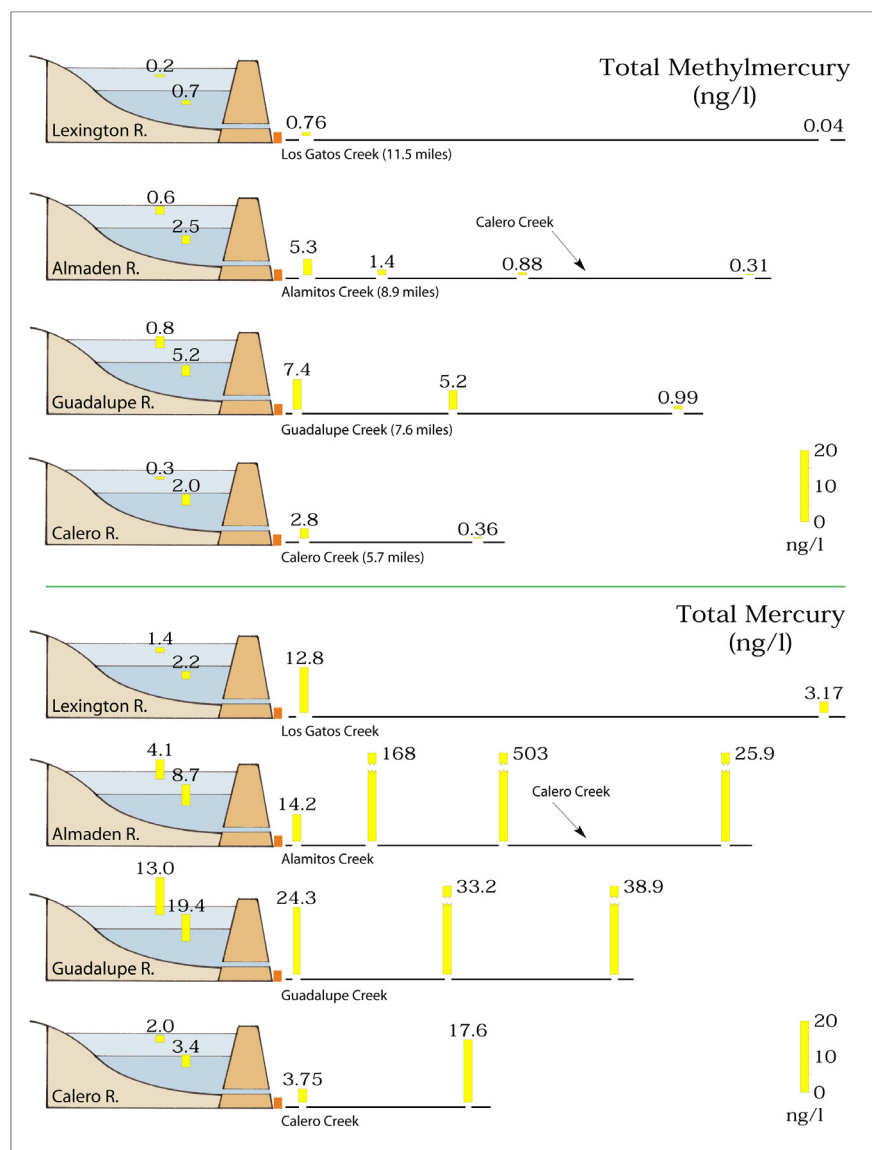 Total Methylmercury
(ng/l)
0.2
0.7
Lexington R.
0.76
0.04
Los Gatos Creek (11.5 miles)
0.6
2.5
Almaden R.
Calero Creek
5.3
1.4
0.88
0.31
Alamitos Creek (8.9 miles)
0.8
5.2
Guadalupe R.
7.4
5.2
0.99
Guadalupe Creek (7.6 miles)
0.3
2.0
Calero R.
2.8
0.36
Calero Creek (5.7 miles)
20
10
0
ng/l
Total Mercury
(ng/l)
1.4
2.2
Lexington R.
12.8
3.17
Los Gatos Creek
4.1
8.7
Almaden R.
14.2
168
503
25.9
Calero Creek
Alamitos Creek
13.0
19.4
Guadalupe R.
24.3
33.2
38.9
Guadalupe Creek
2.0
3.4
Calero R.
3.75
17.6
Calero Creek
20
10
0
ng/l